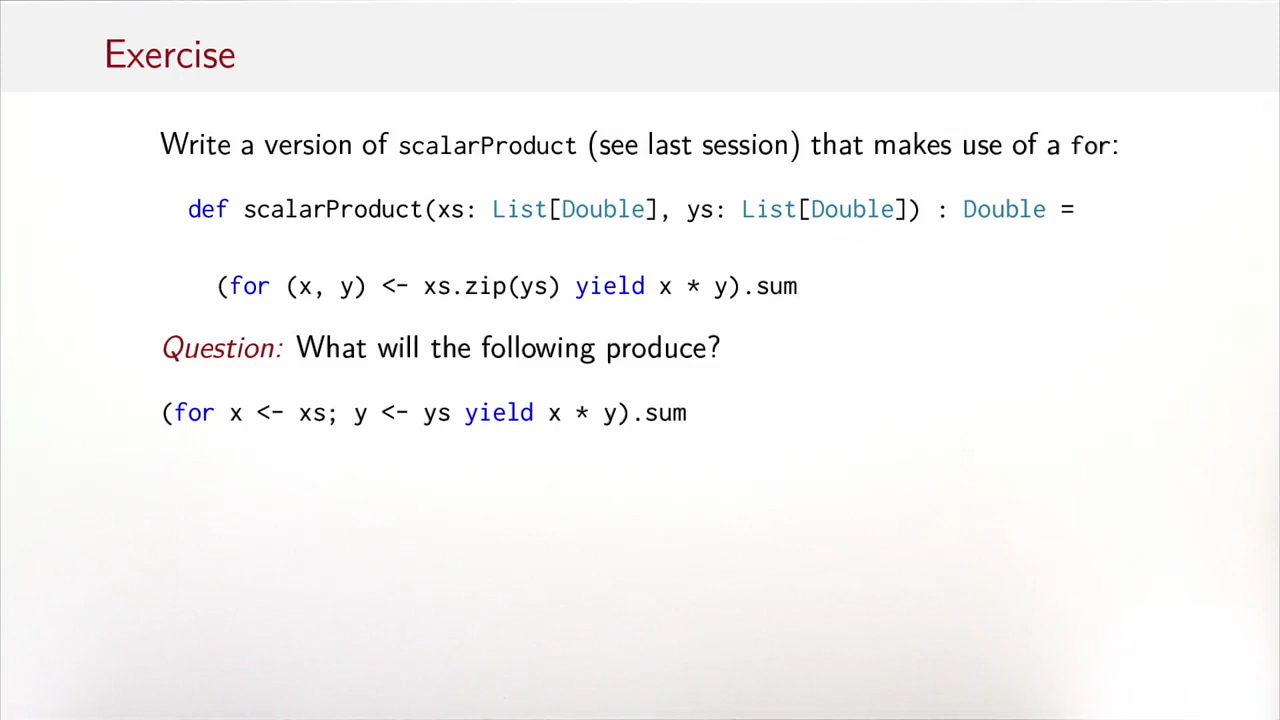 Exercise
Write a version of scalarProduct (see last session) that makes use of a for:
def scalarProduct(xs: List[Double], ys: List[Double]) : Double =
(for (x, y) <- xs.zip(ys) yield x * y).sum
Question: What will the following produce?
(for x <- xs; y <- ys yield x * y).sum